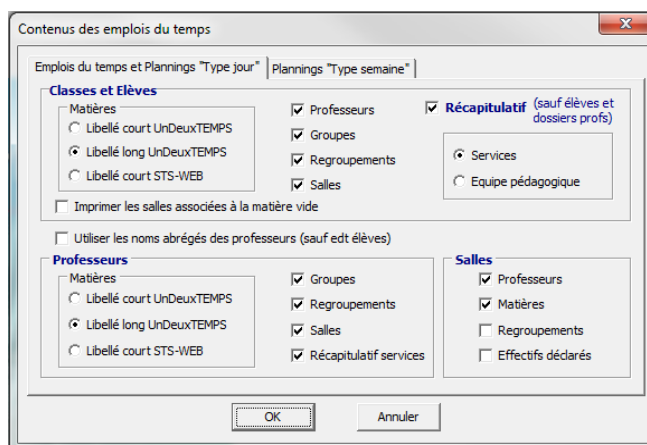 Contenus des emplois du temps
Emplois du temps et Plannings "Type jour"
Plannings "Type semaine"
Classes et Elèves
Matières
Libellé court UnDeuxTEMPS
Libellé long UnDeuxTEMPS
Libellé court STS-WEB
Professeurs
Groupes
Regroupements
Salles
Récapitulatif
(sauf élèves et
dossiers profs)
Services
Equipe pédagogique
Imprimer les salles associées à la matière vide
Utiliser les noms abrégés des professeurs (sauf edt élèves)
Professeurs
Matières
Libellé court UnDeuxTEMPS
Libellé long UnDeuxTEMPS
Libellé court STS-WEB
Groupes
Regroupements
Salles
Récapitulatif services
Salles
Professeurs
Matières
Regroupements
Effectifs déclarés
OK
Annuler